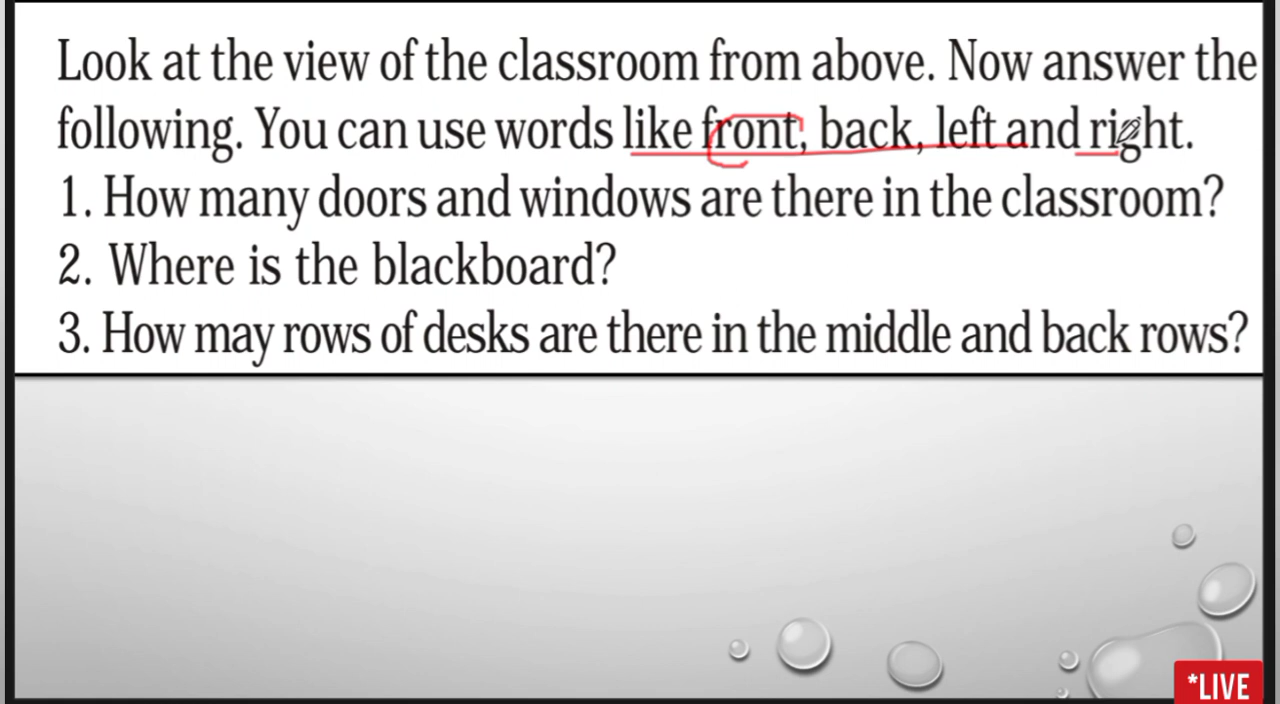 Look at the view of the classroom from above. Now answer the
following. You can use words like front, back, left and right.
1. How many doors and windows are there in the classroom?
2. Where is the blackboard?
3. How may rows of desks are there in the middle and back rows?
*LIVE